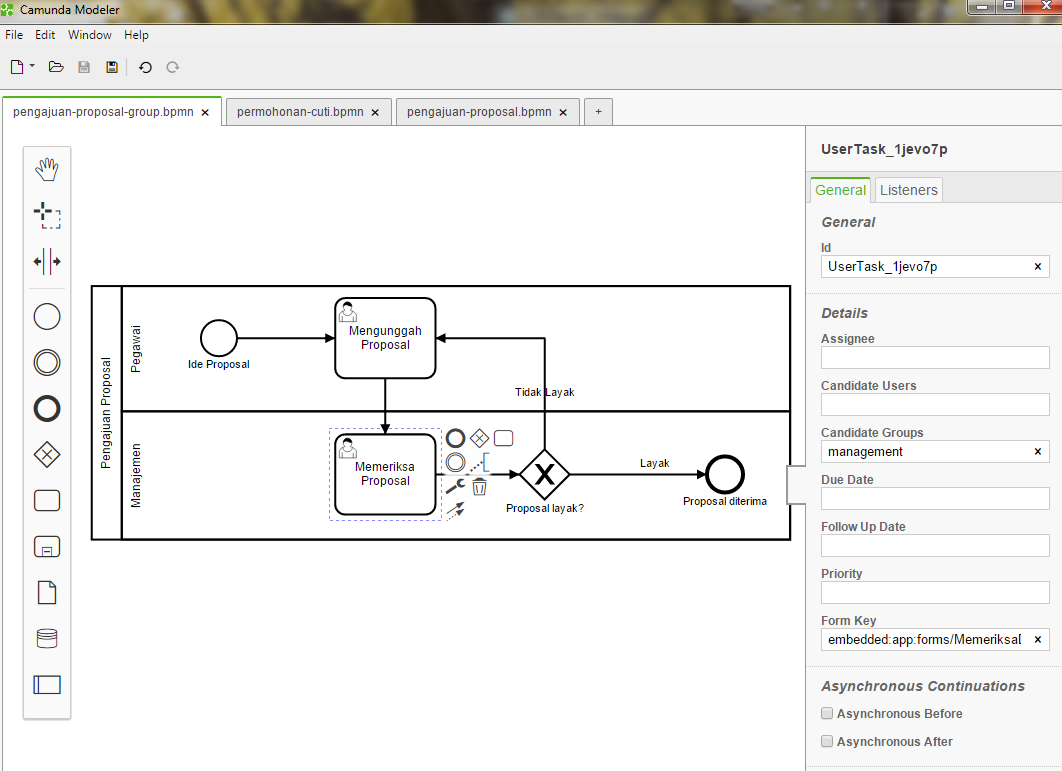 Camunda Modeler
File Edit Window Help
pengajuan-proposal-group.bpmn × permohonan-cuti.bpmn × pengajuan-proposal.bpmn × +
Pengajuan Proposal
Pegawai
Ide Proposal
Mengunggah
Proposal
Tidak Layak
Manajemen
Memeriksa
Proposal
Proposal layak?
Layak
Proposal diterima
UserTask_1jevo7p
General Listeners
General
Id
UserTask_1jevo7p ×
Details
Assignee
Candidate Users
Candidate Groups
management ×
Due Date
Follow Up Date
Priority
Form Key
embedded:app:forms/Memeriksa ×
Asynchronous Continuations
Asynchronous Before
Asynchronous After